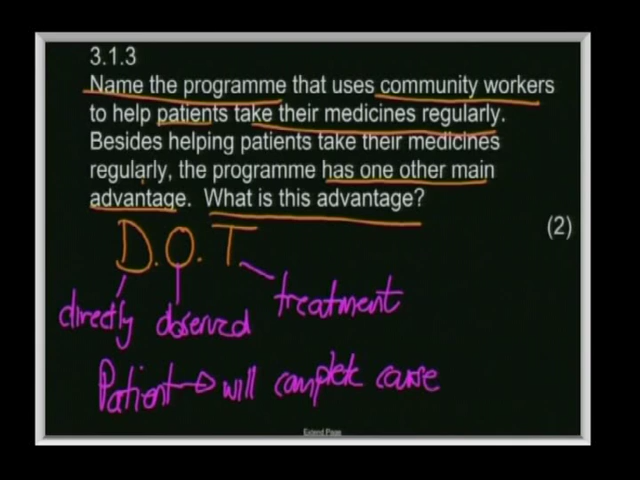 3.1.3
Name the programme that uses community workers
to help patients take their medicines regularly.
Besides helping patients take their medicines
regularly, the programme has one other main
advantage. What is this advantage?
(2)
D.O.T.
directly observed treatment
Patient → will complete course
Extend Page